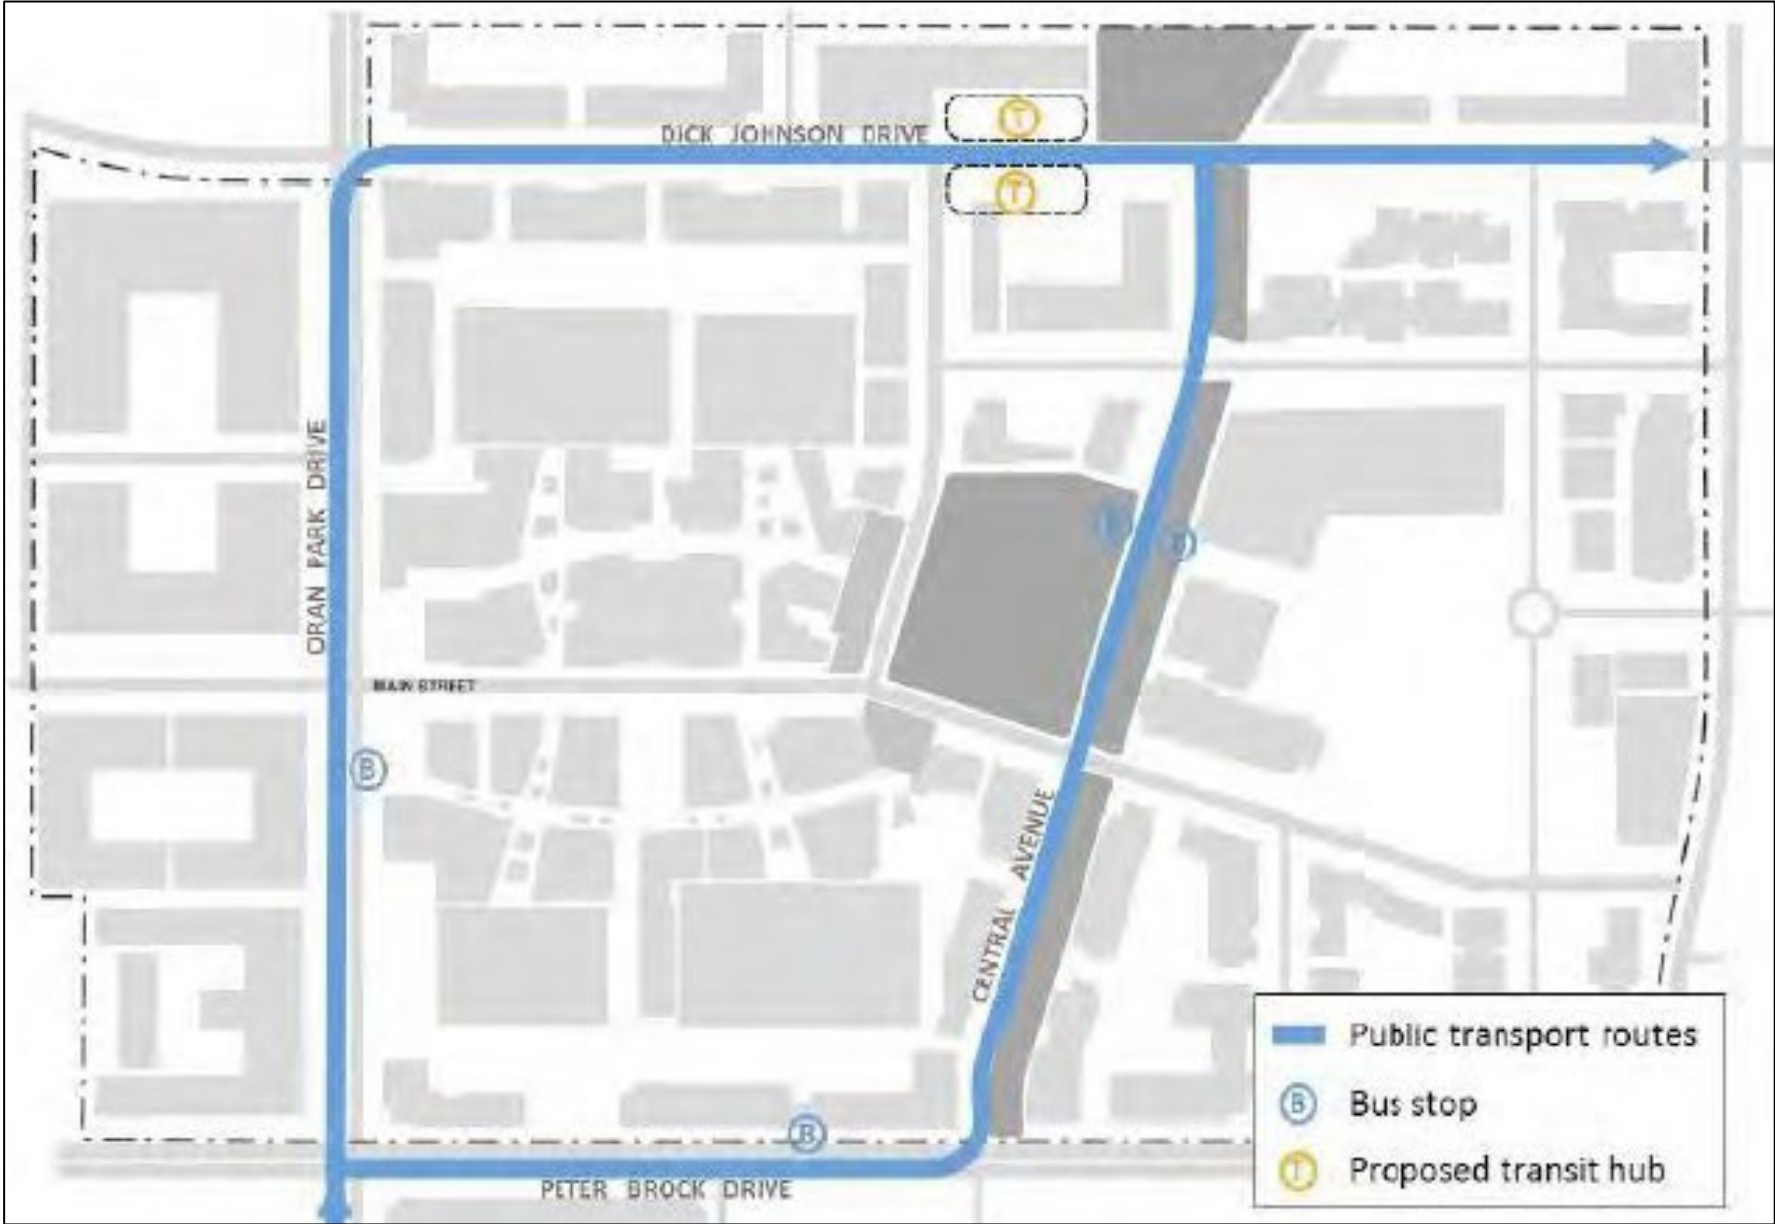 T
DICK JOHNSON DRIVE
T
ORAN PARK DRIVE
B
B
MAIN STREET
B
CENTRAL AVENUE
B
PETER BROCK DRIVE
Public transport routes
B Bus stop
T Proposed transit hub